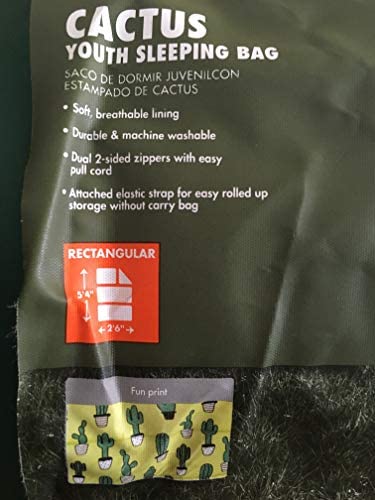 CACTUS
YOUTH SLEEPING BAG
SACO DE DORMIR JUVENILCON
ESTAMPADO DE CACTUS
• Soft, breathable lining
• Durable & machine washable
• Dual 2-sided zippers with easy
pull cord
• Attached elastic strap for easy rolled up
storage without carry bag
RECTANGULAR
5'4"
2'6"
Fun print